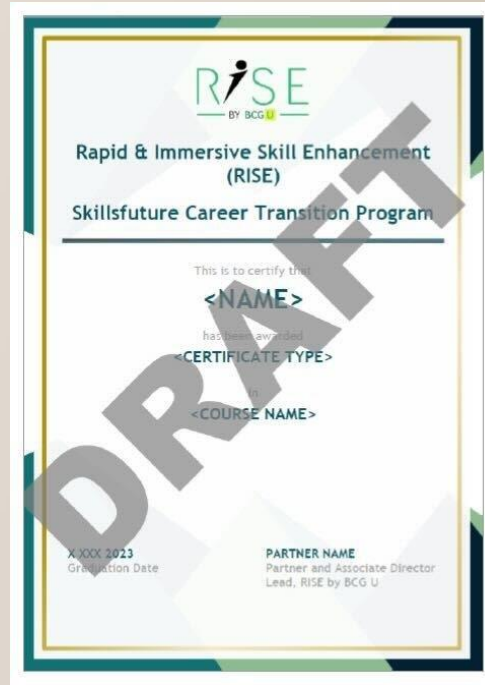 RISE
BY BCG U
Rapid & Immersive Skill Enhancement
(RISE)
Skillsfuture Career Transition Program
This is to certify that
<NAME>
has been awarded
<CERTIFICATE TYPE>
in
<COURSE NAME>
DRAFT
X XXX 2023
Graduation Date
PARTNER NAME
Partner and Associate Director
Lead, RISE by BCG U